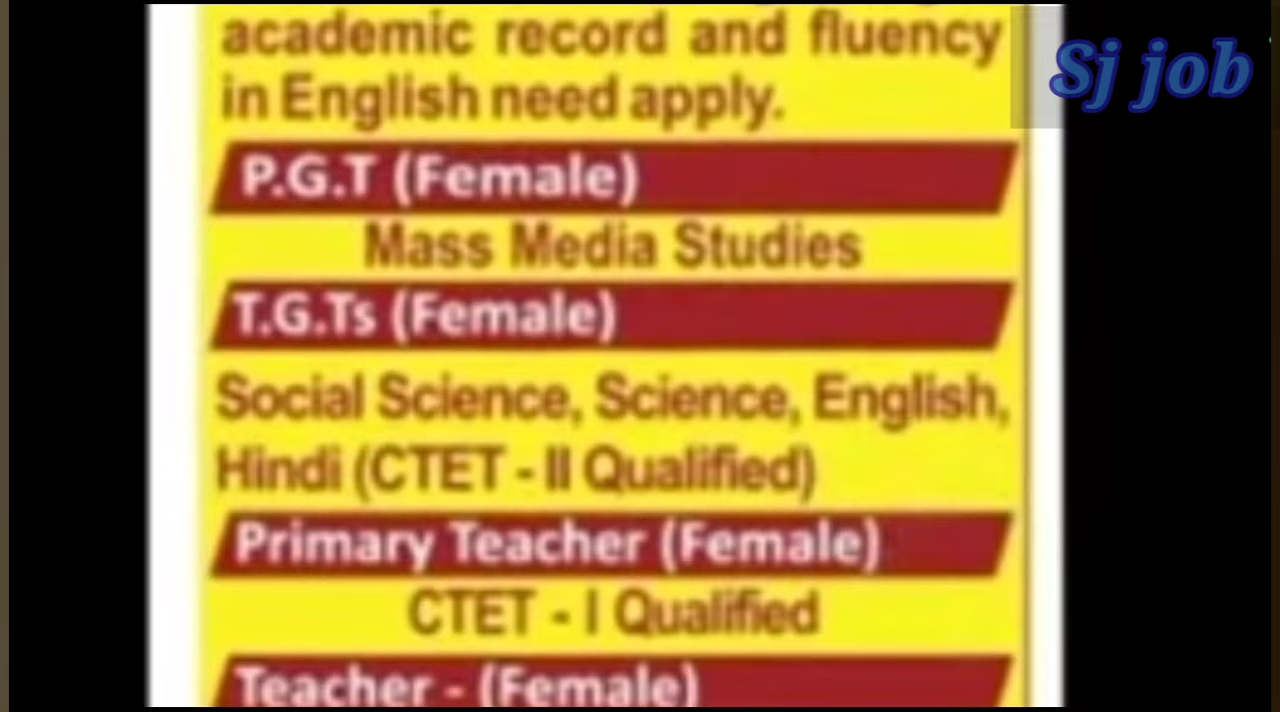 academic record and fluency
in English need apply.
Sj job
P.G.T (Female)
Mass Media Studies
T.G.Ts (Female)
Social Science, Science, English,
Hindi (CTET - II Qualified)
Primary Teacher (Female)
CTET - I Qualified
Teacher - (Female)